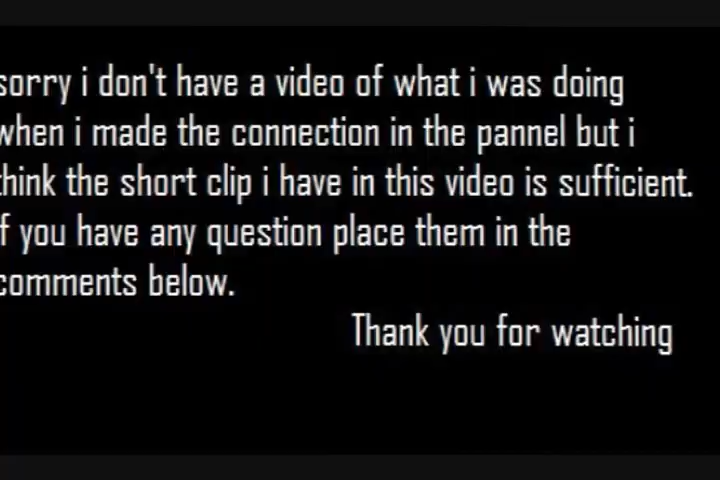 sorry i don't have a video of what i was doing
when i made the connection in the pannel but i
think the short clip i have in this video is sufficient.
if you have any question place them in the
comments below.
Thank you for watching